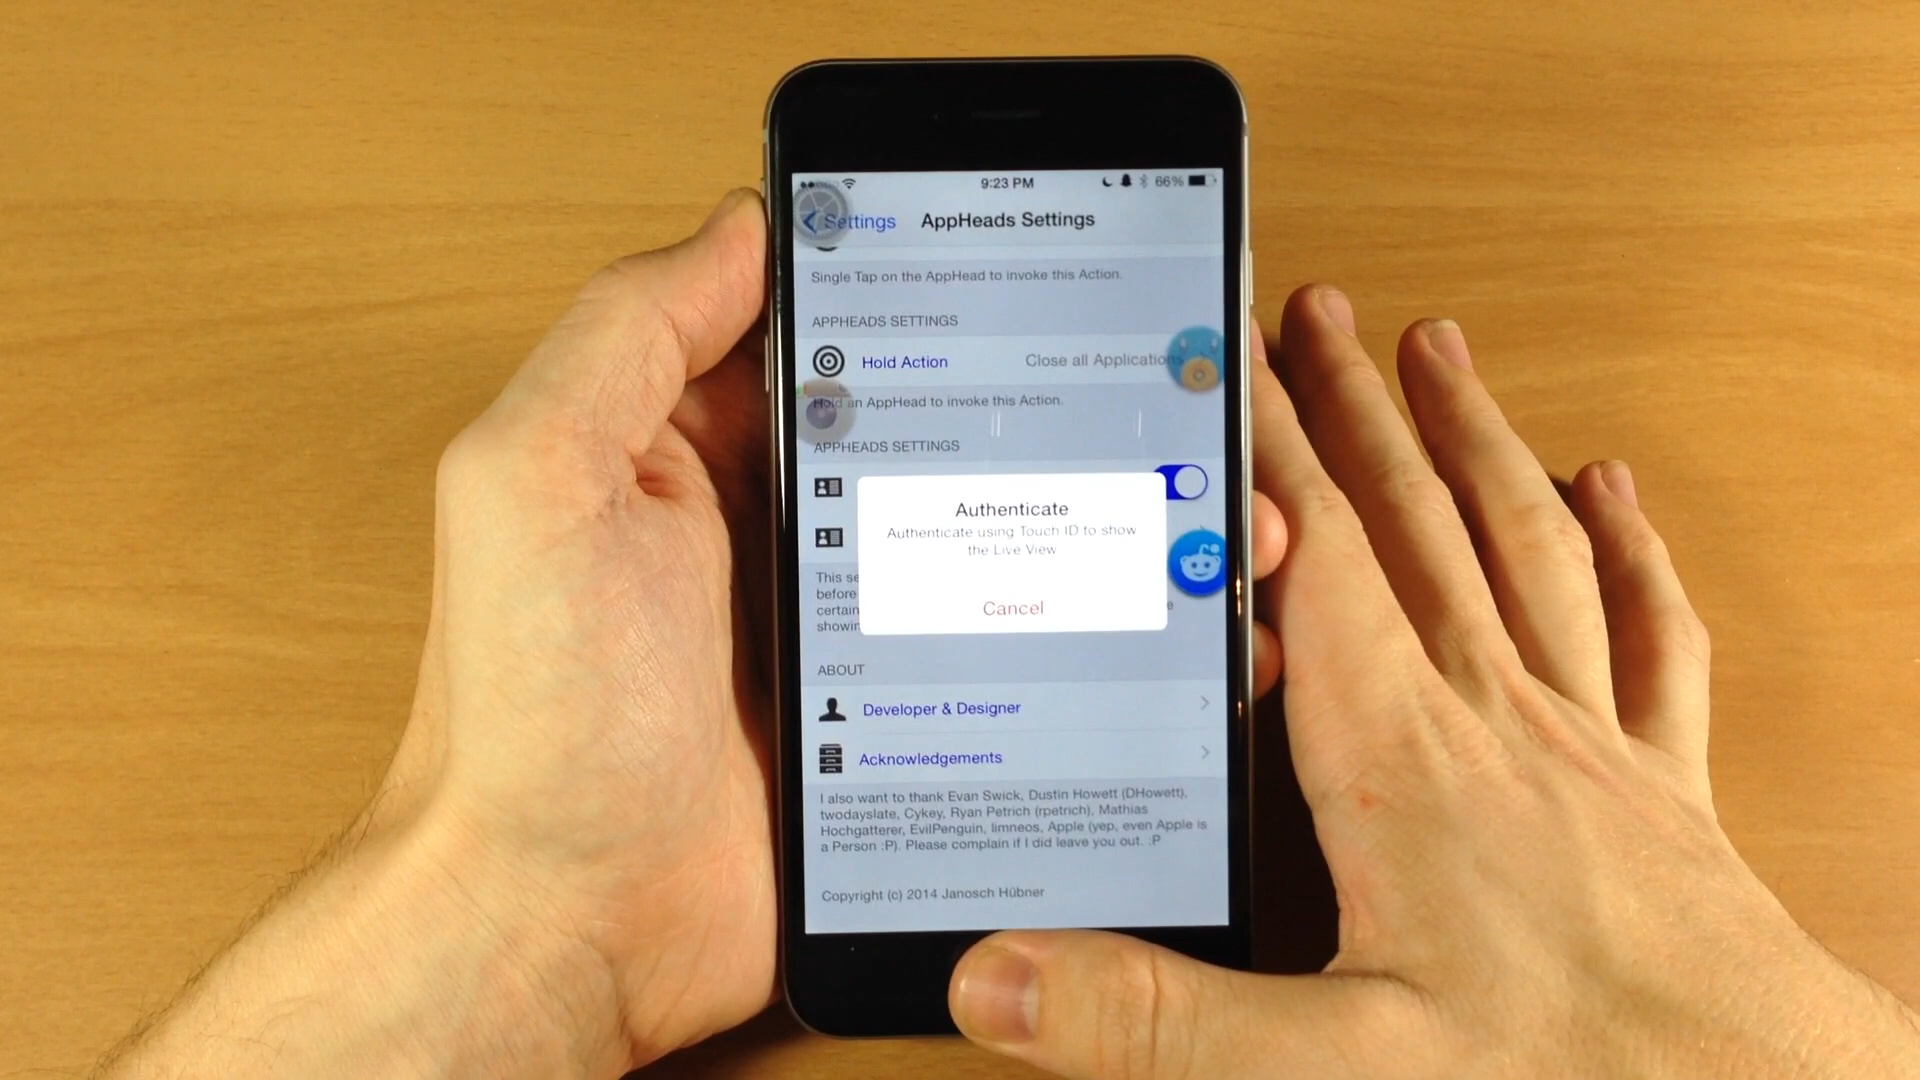 9:23 PM
66%
Settings
AppHeads Settings
Single Tap on the AppHead to invoke this Action.
APPHEADS SETTINGS
Hold Action
Close all Application
Hold an AppHead to invoke this Action.
APPHEADS SETTINGS
Authenticate
Authenticate using Touch ID to show
the Live View
Cancel
This se
before
certain
e
showin
ABOUT
Developer & Designer
Acknowledgements
I also want to thank Evan Swick, Dustin Howett (DHowett),
twodayslate, Cykey, Ryan Petrich (rpetrich), Mathias
Hochgatterer, EvilPenguin, limneos, Apple (yep, even Apple is
a Person :P). Please complain if I did leave you out. :P
Copyright (c) 2014 Janosch Hübner